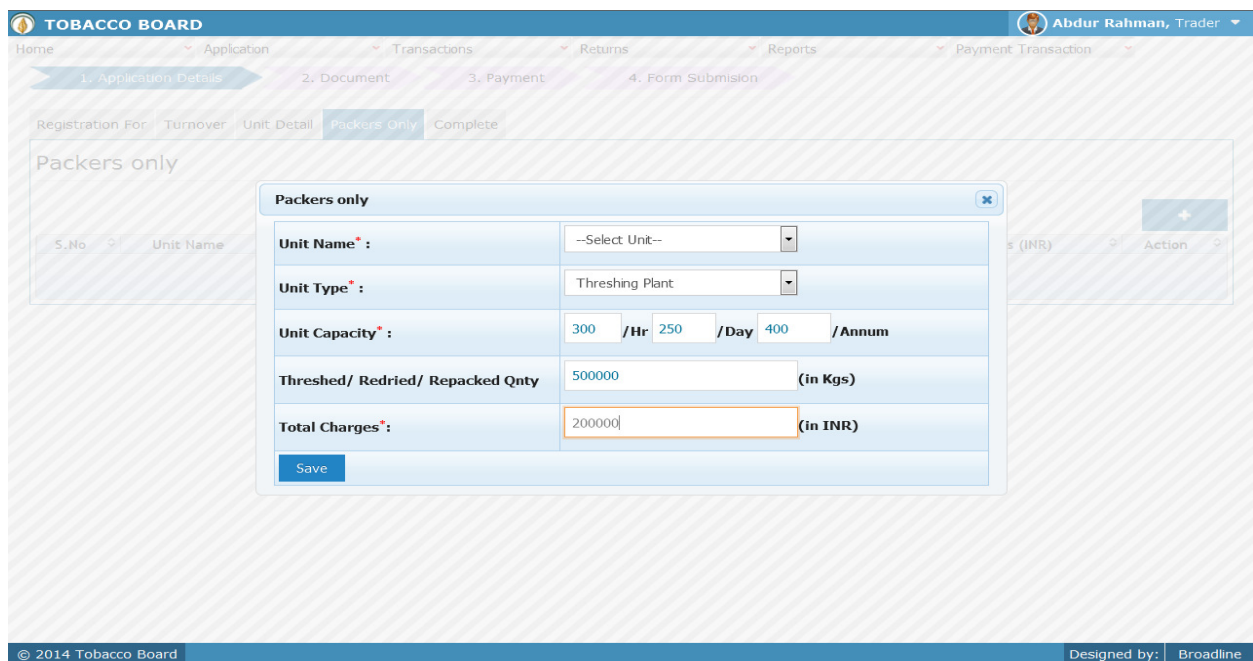 TOBACCO BOARD Abdur Rahman, Trader
Home Application Transactions Returns Reports Payment Transaction
1. Application Details 2. Document 3. Payment 4. Form Submision
Registration For Turnover Unit Detail Packers Only Complete
Packers only
Packers only
S.No Unit Name s (INR) Action
Unit Name* : --Select Unit--
Unit Type* : Threshing Plant
Unit Capacity* : 300 /Hr 250 /Day 400 /Annum
Threshed/ Redried/ Repacked Qnty 500000 (in Kgs)
Total Charges*: 200000 (in INR)
Save
© 2014 Tobacco Board Designed by: Broadline